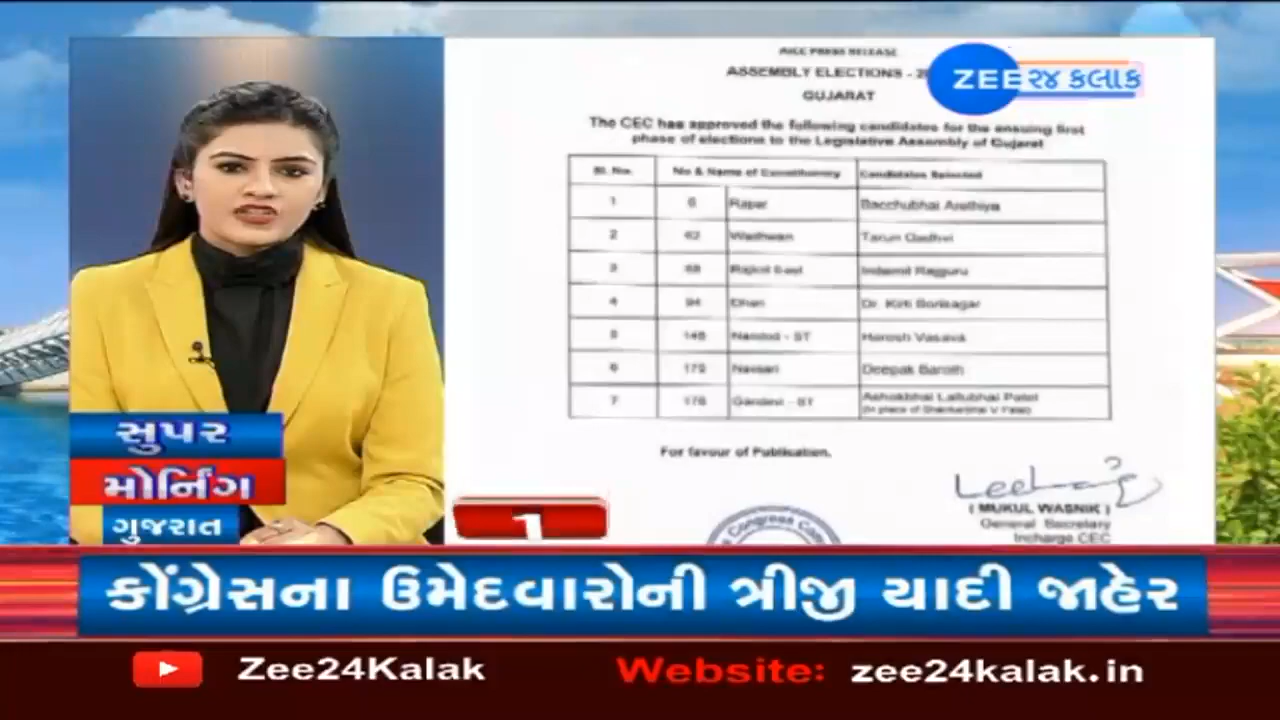 AICC PRESS RELEASE
ASSEMBLY ELECTIONS - 2
GUJARAT
ZEE ૨૪ કલાક
The CEC has approved the following candidates for the ensuing first
phase of elections to the Legislative Assembly of Gujarat
Sl. No. No & Name of Constituency Candidates Selected
1 6 Rapar Bacchubhai Arethiya
2 62 Wadhwan Tarun Gadhvi
3 68 Rajkot East Indranil Rajguru
4 94 Dhari Dr. Kirti Borisagar
5 148 Nandod - ST Haresh Vasava
6 175 Navsari Deepak Baroth
7 176 Gandevi - ST Ashokbhai Lallubhai Patel
(In place of Shankarbhai V Patel)
For favour of Publication.
( MUKUL WASNIK )
General Secretary
Incharge CEC
Congress
સુપર
મોર્નિંગ
ગુજરાત
1
કોંગ્રેસના ઉમેદવારોની ત્રીજી યાદી જાહેર
Zee24Kalak Website: zee24kalak.in